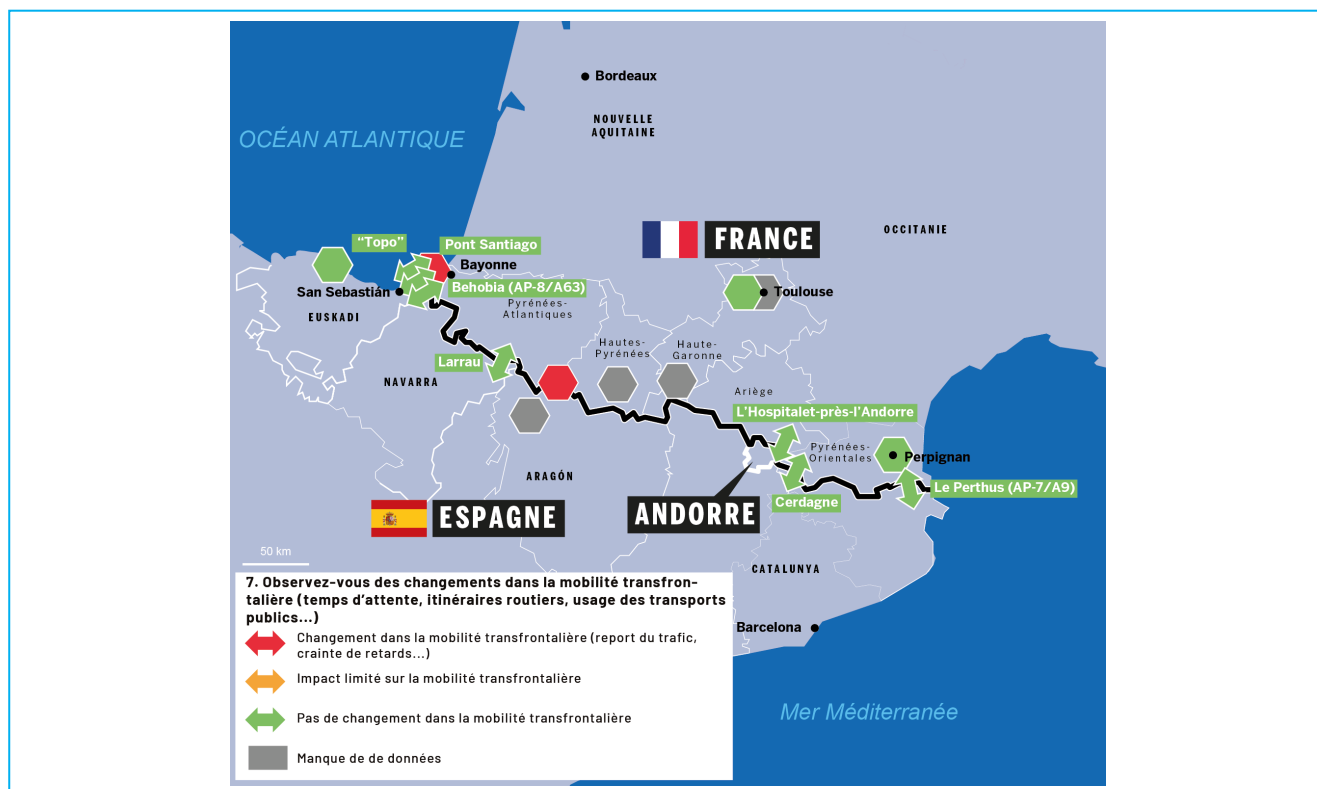 Bordeaux
NOUVELLE
AQUITAINE
OCÉAN ATLANTIQUE
OCCITANIE
FRANCE
"Topo"
Pont Santiago
Bayonne
Behobia (AP-8/A63)
San Sebastián
EUSKADI
Pyrénées-
Atlantiques
Toulouse
Hautes-
Pyrénées
Haute-
Garonne
Larrau
NAVARRA
Ariège
L'Hospitalet-près-l'Andorre
Pyrénées-
Orientales
Perpignan
ARAGÓN
Le Perthus (AP-7/A9)
Cerdagne
ESPAGNE
ANDORRE
50 km
CATALUNYA
Barcelona
Mer Méditerranée
7. Observez-vous des changements dans la mobilité transfron-
talière (temps d'attente, itinéraires routiers, usage des transports
publics...)
Changement dans la mobilité transfrontalière (report du trafic,
crainte de retards...)
Impact limité sur la mobilité transfrontalière
Pas de changement dans la mobilité transfrontalière
Manque de de données